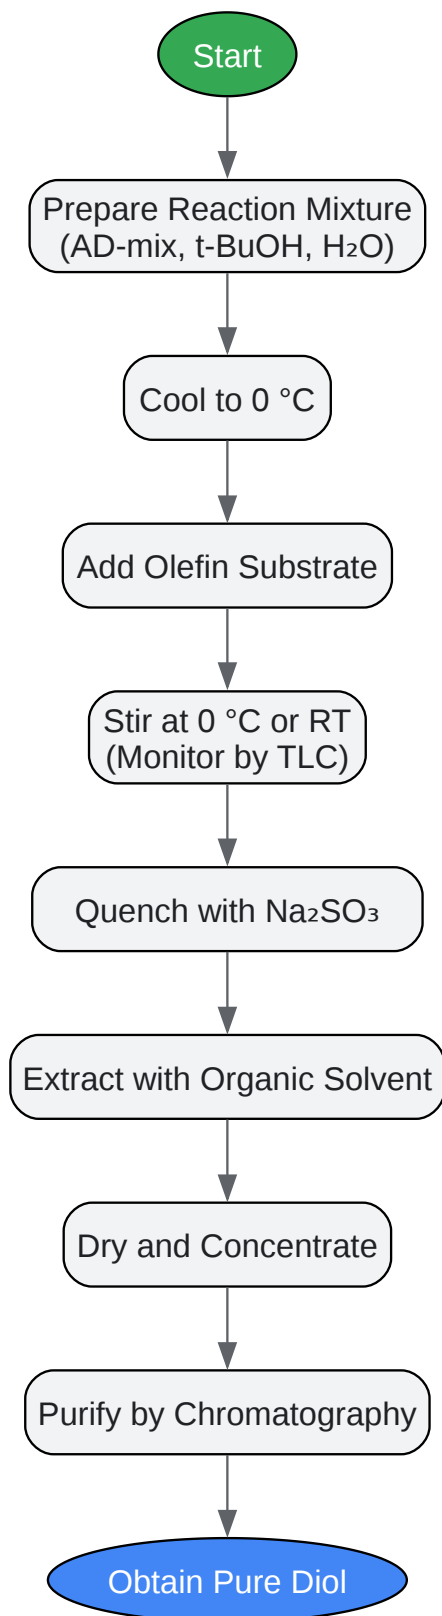 Start
Prepare Reaction Mixture
(AD-mix, t-BuOH, H₂O)
Cool to 0 °C
Add Olefin Substrate
Stir at 0 °C or RT
(Monitor by TLC)
Quench with Na₂SO₃
Extract with Organic Solvent
Dry and Concentrate
Purify by Chromatography
Obtain Pure Diol